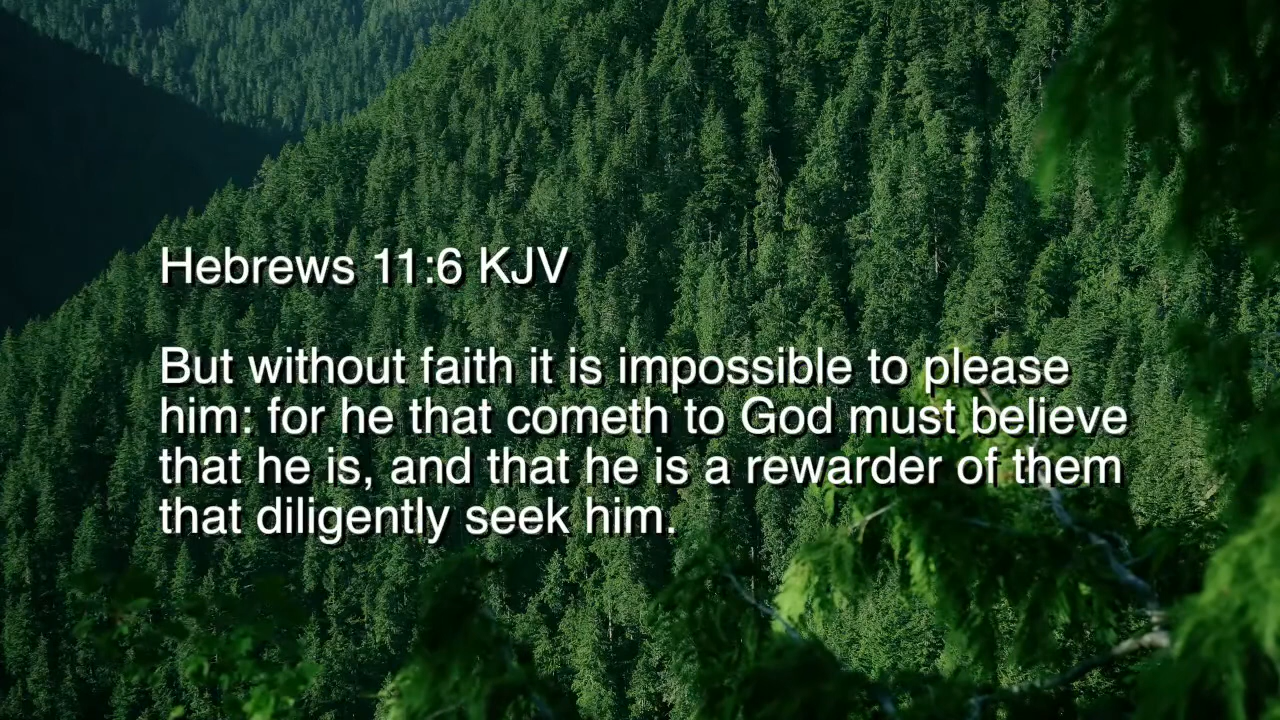 Hebrews 11:6 KJV
But without faith it is impossible to please
him: for he that cometh to God must believe
that he is, and that he is a rewarder of them
that diligently seek him.